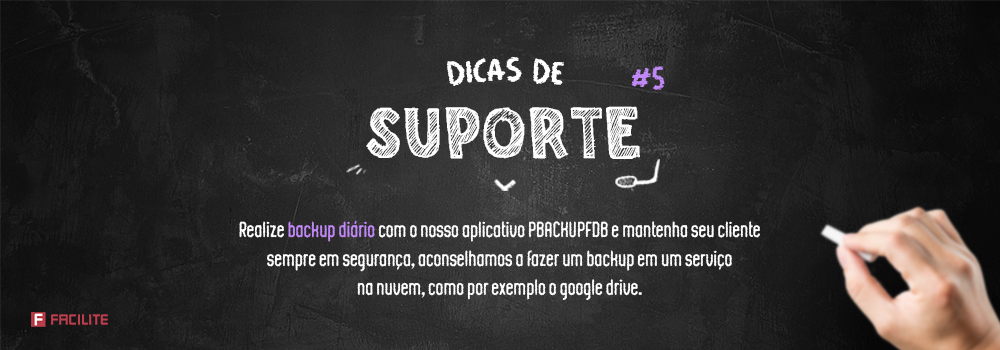 DICAS DE
#5
SUPORTE
Realize backup diário com o nosso aplicativo PBACKUPFDB e mantenha seu cliente
sempre em segurança, aconselhamos a fazer um backup em um serviço
na nuvem, como por exemplo o google drive.
F FACILITE